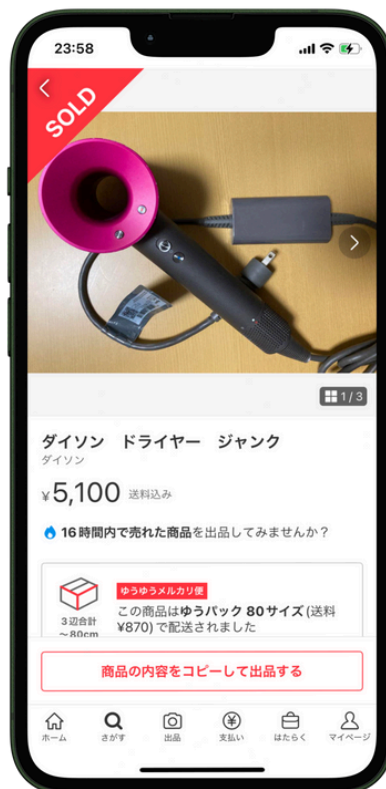 23:58
SOLD
1/3
ダイソン ドライヤー ジャンク
ダイソン
¥5,100 送料込み
16時間内で売れた商品を出品してみませんか？
ゆうゆうメルカリ便
この商品はゆうパック 80サイズ(送料
¥870)で配送されました
3辺合計
～80cm
商品の内容をコピーして出品する
ホーム
さがす
出品
支払い
はたらく
マイページ